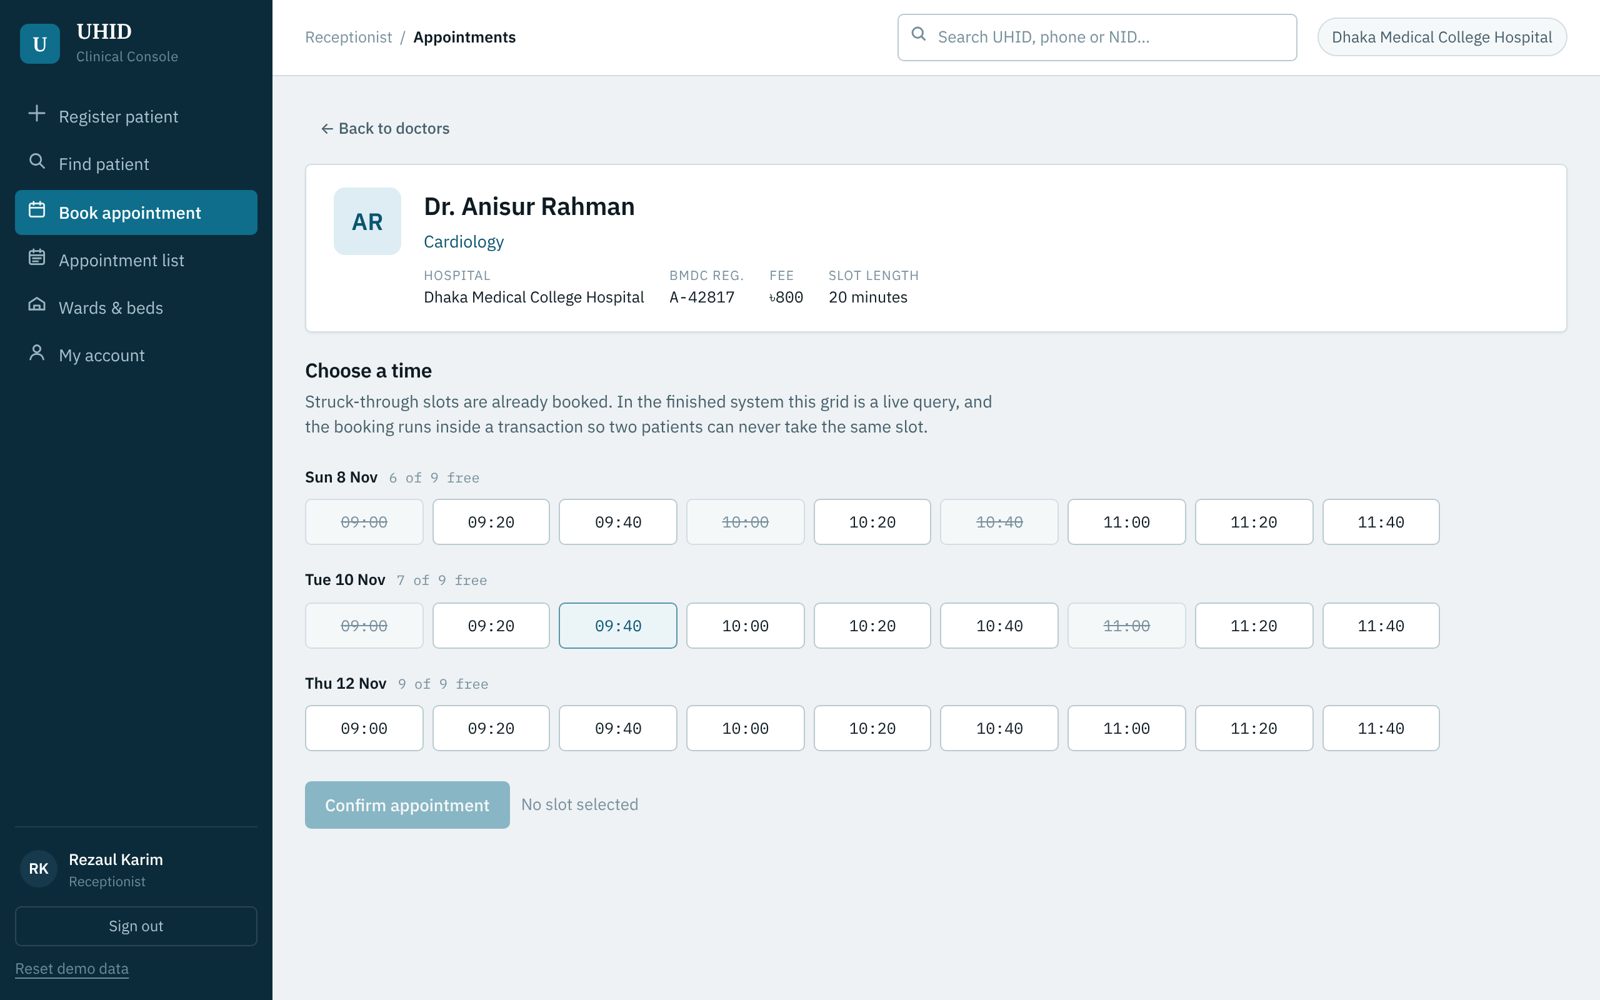 U
UHID
Clinical Console
Register patient
Find patient
Book appointment
Appointment list
Wards & beds
My account
RK
Rezaul Karim
Receptionist
Sign out
Reset demo data
Receptionist / Appointments
Search UHID, phone or NID...
Dhaka Medical College Hospital
← Back to doctors
AR
Dr. Anisur Rahman
Cardiology
HOSPITAL BMDC REG. FEE SLOT LENGTH
Dhaka Medical College Hospital A-42817 ৳800 20 minutes
Choose a time
Struck-through slots are already booked. In the finished system this grid is a live query, and
the booking runs inside a transaction so two patients can never take the same slot.
Sun 8 Nov 6 of 9 free
09:00 09:20 09:40 10:00 10:20 10:40 11:00 11:20 11:40
Tue 10 Nov 7 of 9 free
09:00 09:20 09:40 10:00 10:20 10:40 11:00 11:20 11:40
Thu 12 Nov 9 of 9 free
09:00 09:20 09:40 10:00 10:20 10:40 11:00 11:20 11:40
Confirm appointment No slot selected